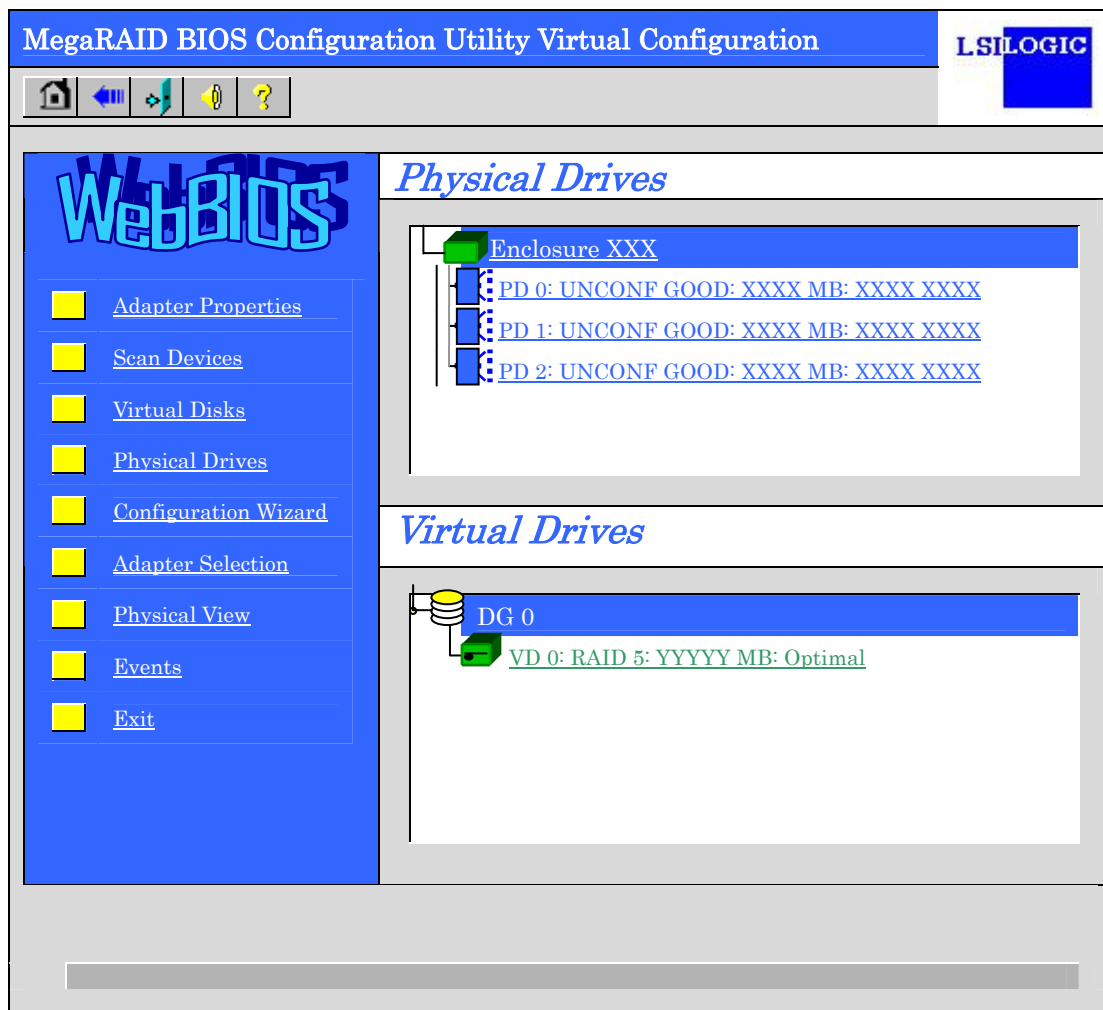 MegaRAID BIOS Configuration Utility Virtual Configuration
LSI LOGIC
WebBIOS
Adapter Properties
Scan Devices
Virtual Disks
Physical Drives
Configuration Wizard
Adapter Selection
Physical View
Events
Exit
Physical Drives
Enclosure XXX
PD 0: UNCONF GOOD: XXXX MB: XXXX XXXX
PD 1: UNCONF GOOD: XXXX MB: XXXX XXXX
PD 2: UNCONF GOOD: XXXX MB: XXXX XXXX
Virtual Drives
DG 0
VD 0: RAID 5: YYYYY MB: Optimal